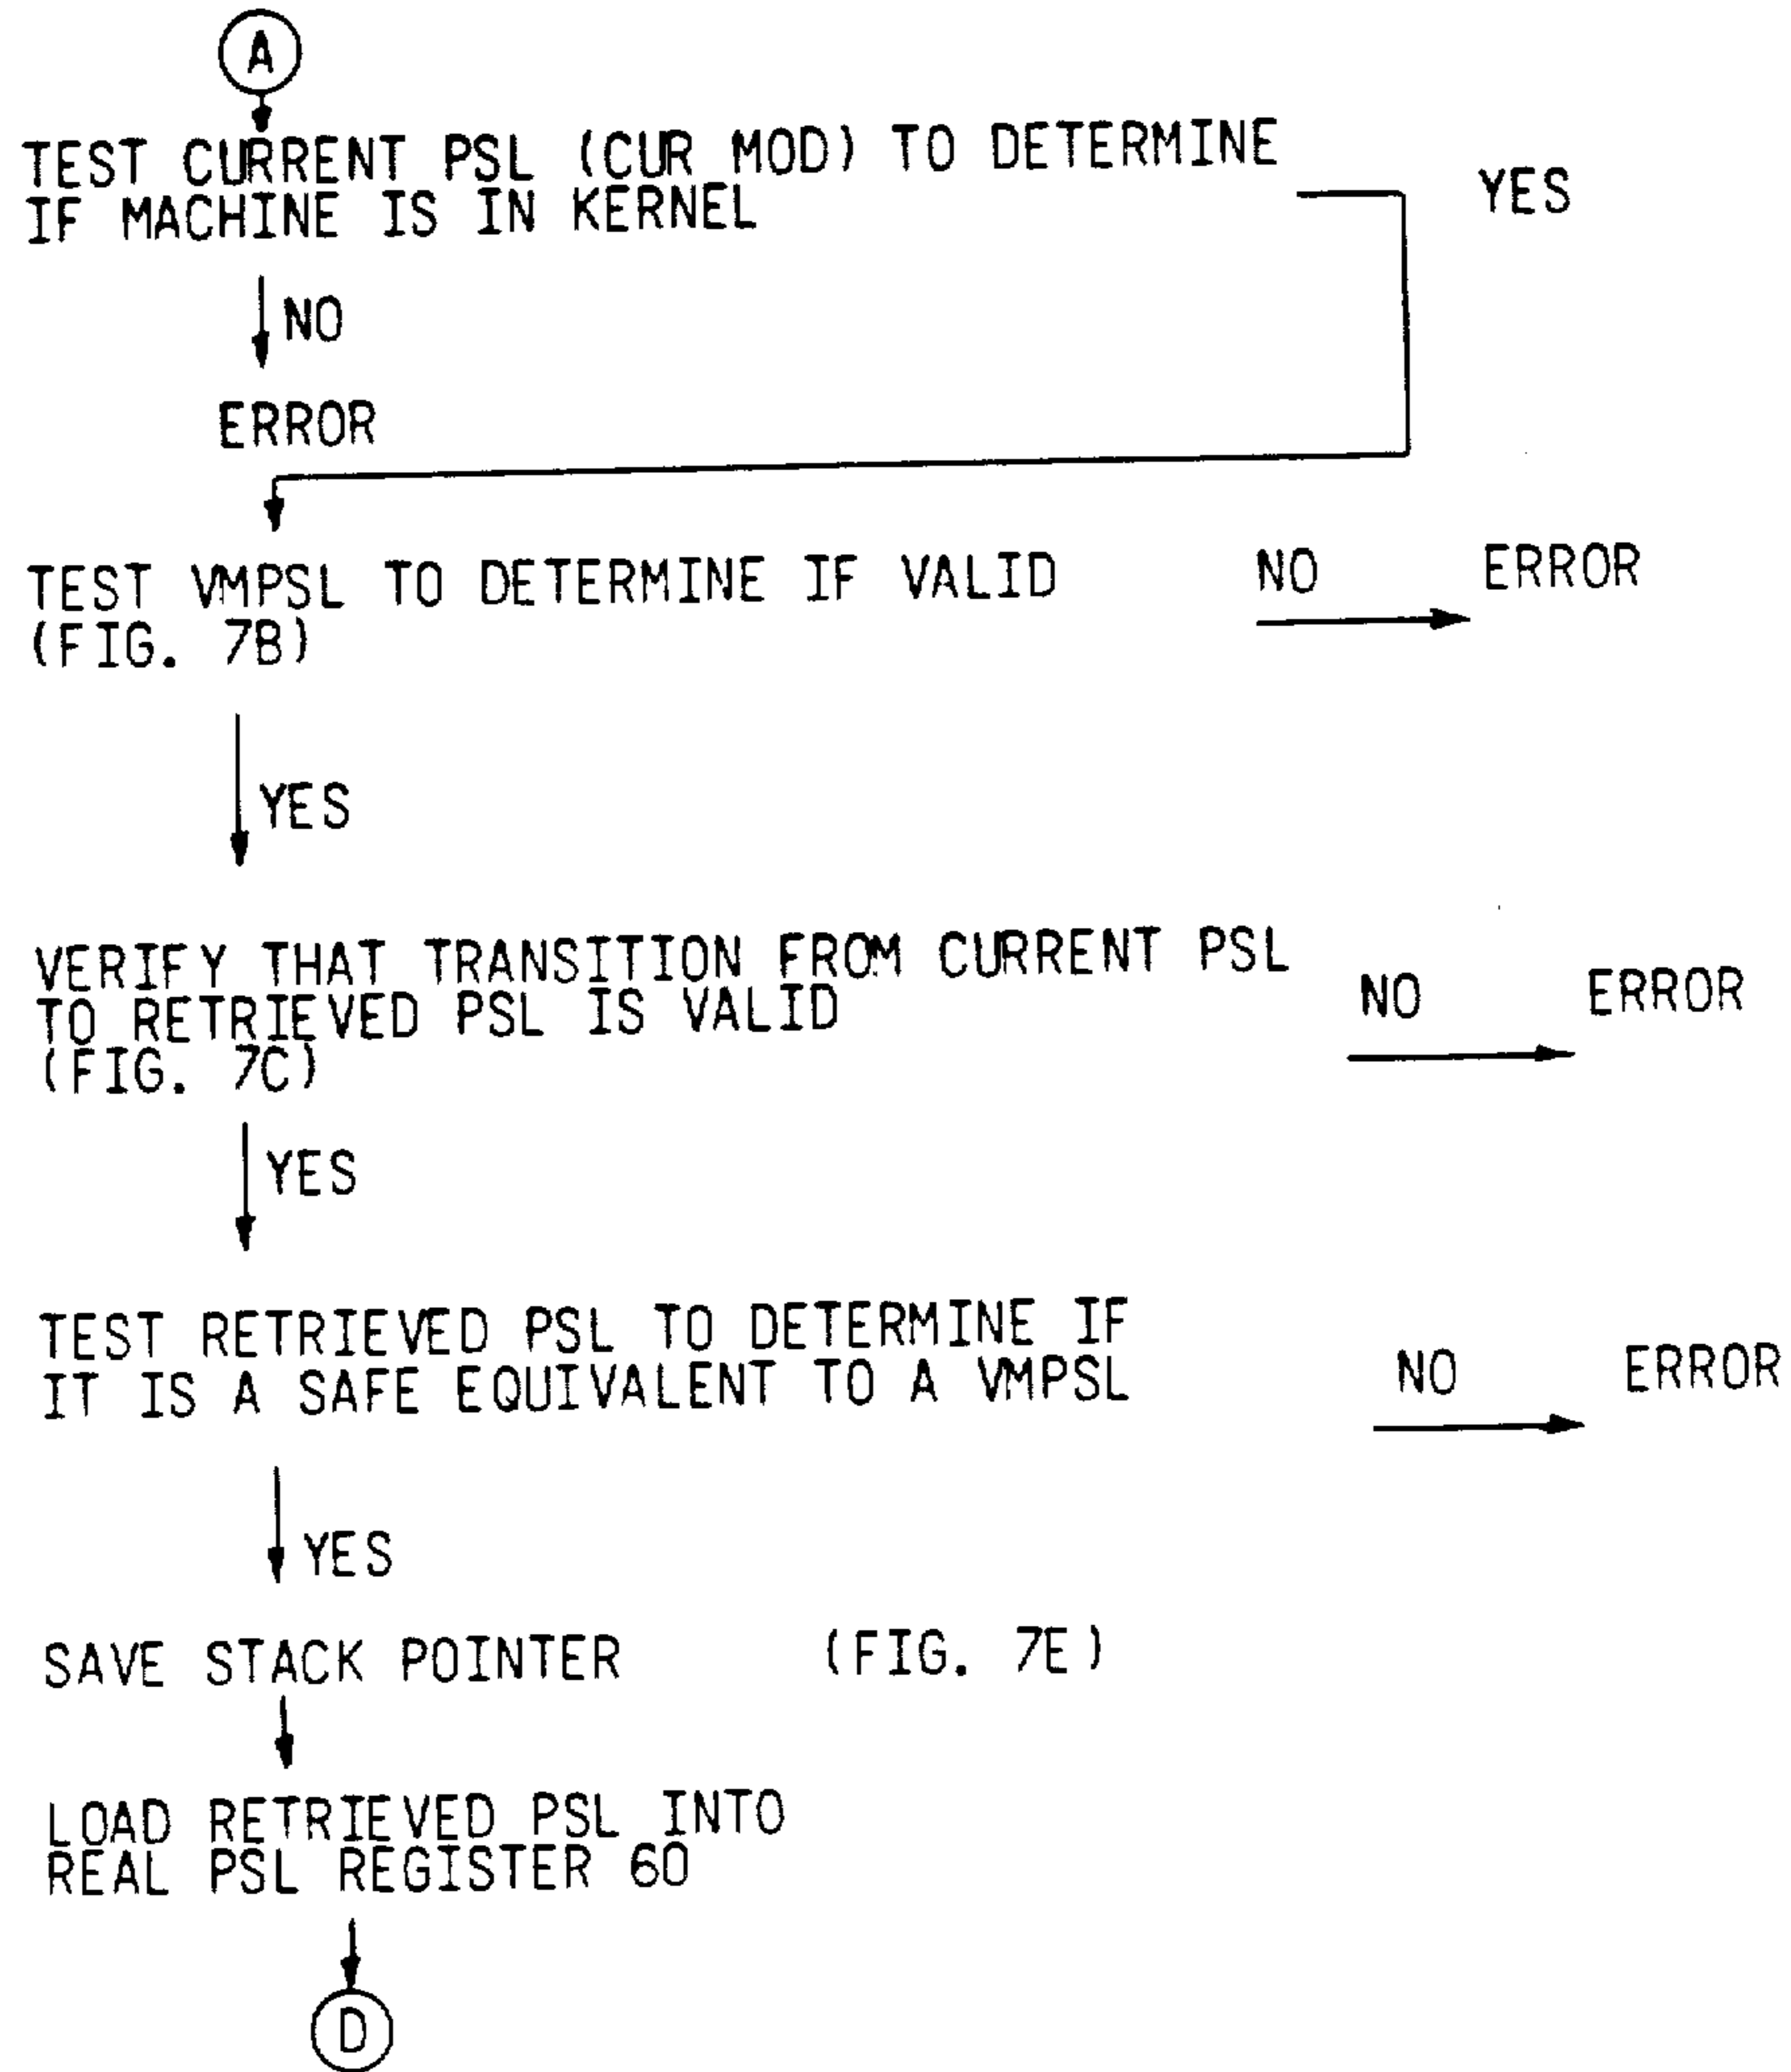 A
TEST CURRENT PSL (CUR MOD) TO DETERMINE
IF MACHINE IS IN KERNEL
YES
NO
ERROR
TEST VMPSL TO DETERMINE IF VALID
(FIG. 7B)
NO
ERROR
YES
VERIFY THAT TRANSITION FROM CURRENT PSL
TO RETRIEVED PSL IS VALID
(FIG. 7C)
NO
ERROR
YES
TEST RETRIEVED PSL TO DETERMINE IF
IT IS A SAFE EQUIVALENT TO A VMPSL
NO
ERROR
YES
SAVE STACK POINTER (FIG. 7E)
LOAD RETRIEVED PSL INTO
REAL PSL REGISTER 60
D